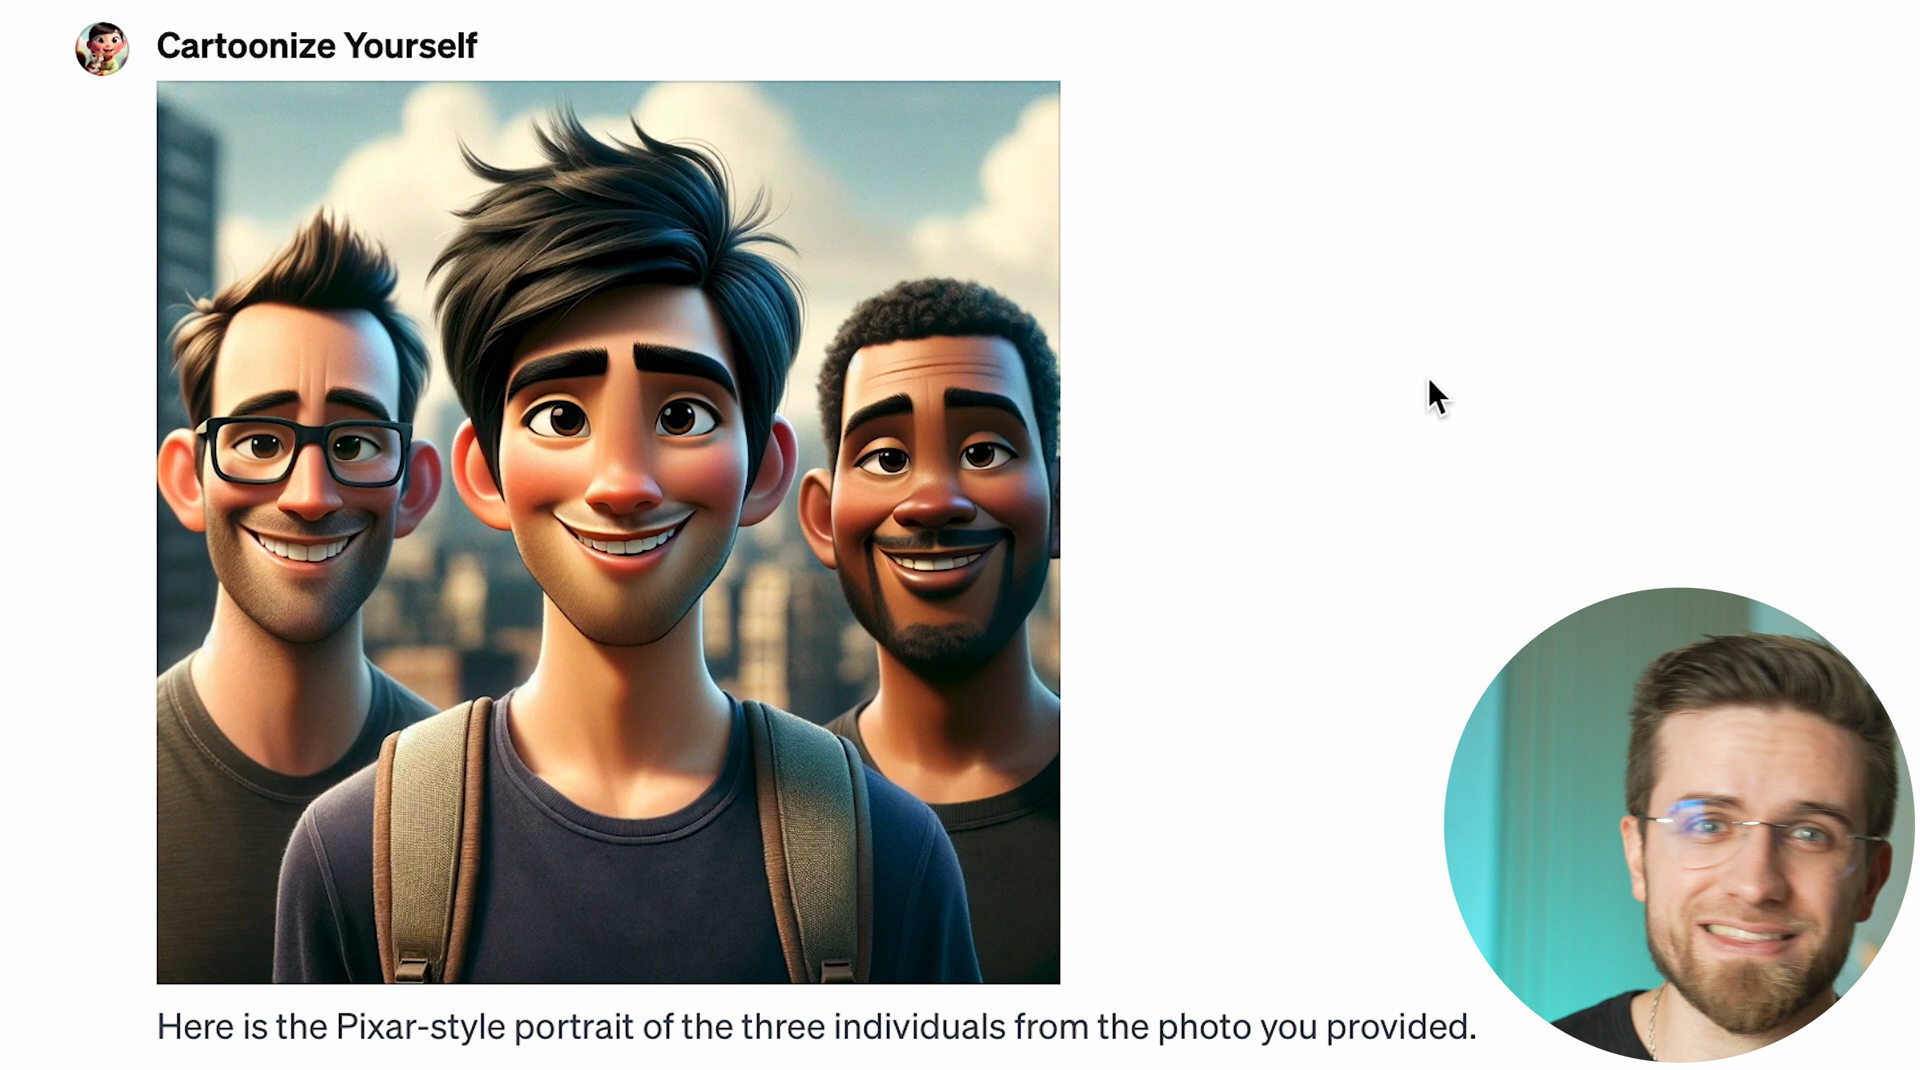 Cartoonize Yourself
Here is the Pixar-style portrait of the three individuals from the photo you provided.